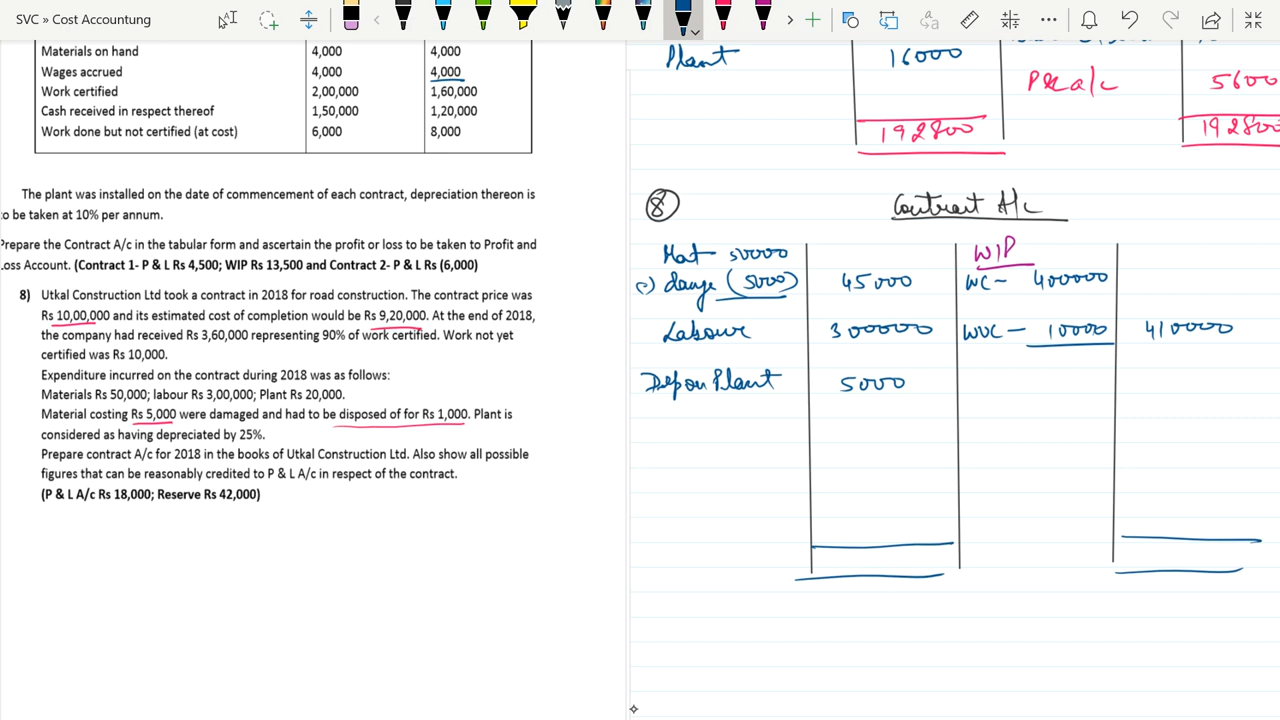 SVC » Cost Accountung
Materials on hand 4,000 4,000
Wages accrued 4,000 4,000
Work certified 2,00,000 1,60,000
Cash received in respect thereof 1,50,000 1,20,000
Work done but not certified (at cost) 6,000 8,000
The plant was installed on the date of commencement of each contract, depreciation thereon is
to be taken at 10% per annum.
Prepare the Contract A/c in the tabular form and ascertain the profit or loss to be taken to Profit and
Loss Account. (Contract 1- P & L Rs 4,500; WIP Rs 13,500 and Contract 2- P & L Rs (6,000)
8) Utkal Construction Ltd took a contract in 2018 for road construction. The contract price was
Rs 10,00,000 and its estimated cost of completion would be Rs 9,20,000. At the end of 2018,
the company had received Rs 3,60,000 representing 90% of work certified. Work not yet
certified was Rs 10,000.
Expenditure incurred on the contract during 2018 was as follows:
Materials Rs 50,000; labour Rs 3,00,000; Plant Rs 20,000.
Material costing Rs 5,000 were damaged and had to be disposed of for Rs 1,000. Plant is
considered as having depreciated by 25%.
Prepare contract A/c for 2018 in the books of Utkal Construction Ltd. Also show all possible
figures that can be reasonably credited to P & L A/c in respect of the contract.
(P & L A/c Rs 18,000; Reserve Rs 42,000)
Plant 16000
P&L a/c 5600
192800 192800
8 Contract A/c
Mat 50000 WIP
(-) (5000) 45000 WC - 400000
Labour 300000 WUC - 10000 410000
Dep on Plant 5000